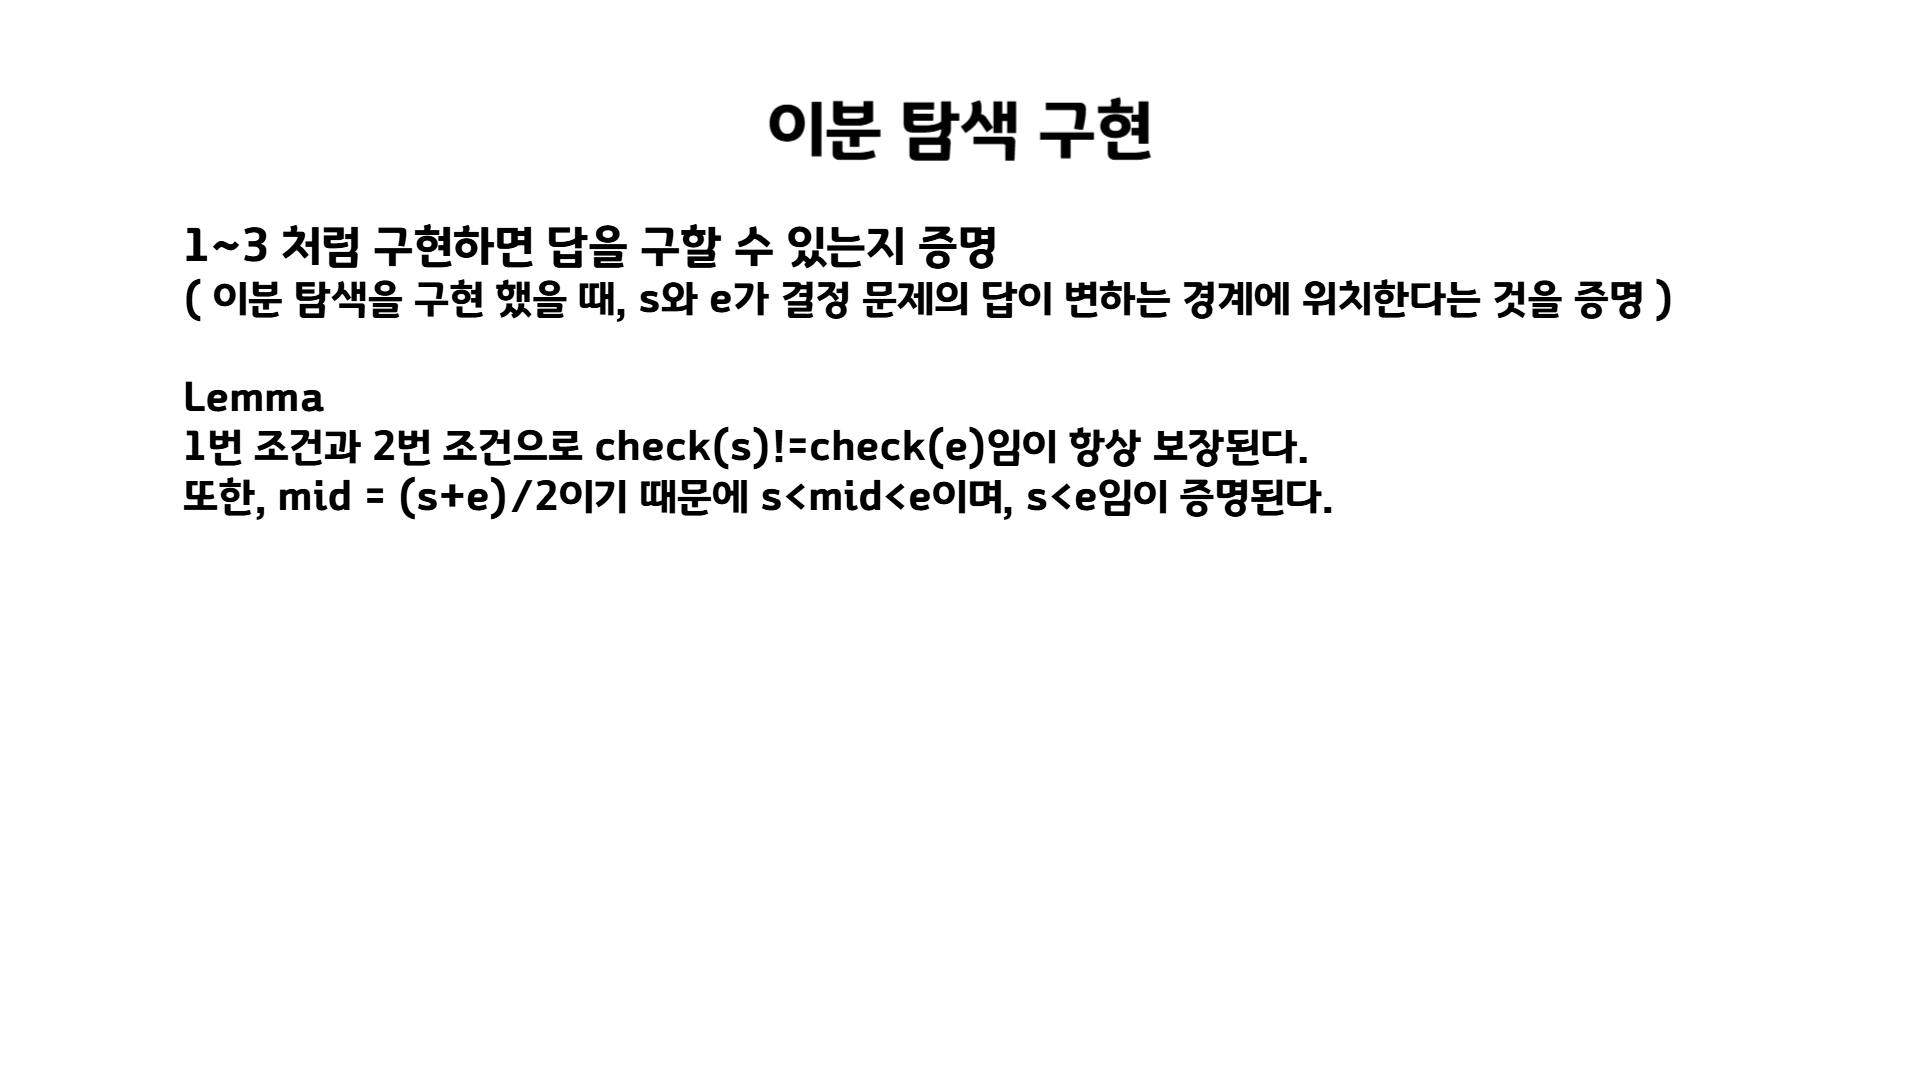 이분 탐색 구현
1~3 처럼 구현하면 답을 구할 수 있는지 증명
( 이분 탐색을 구현 했을 때, s와 e가 결정 문제의 답이 변하는 경계에 위치한다는 것을 증명 )
Lemma
1번 조건과 2번 조건으로 check(s)!=check(e)임이 항상 보장된다.
또한, mid = (s+e)/2이기 때문에 s<mid<e이며, s<e임이 증명된다.